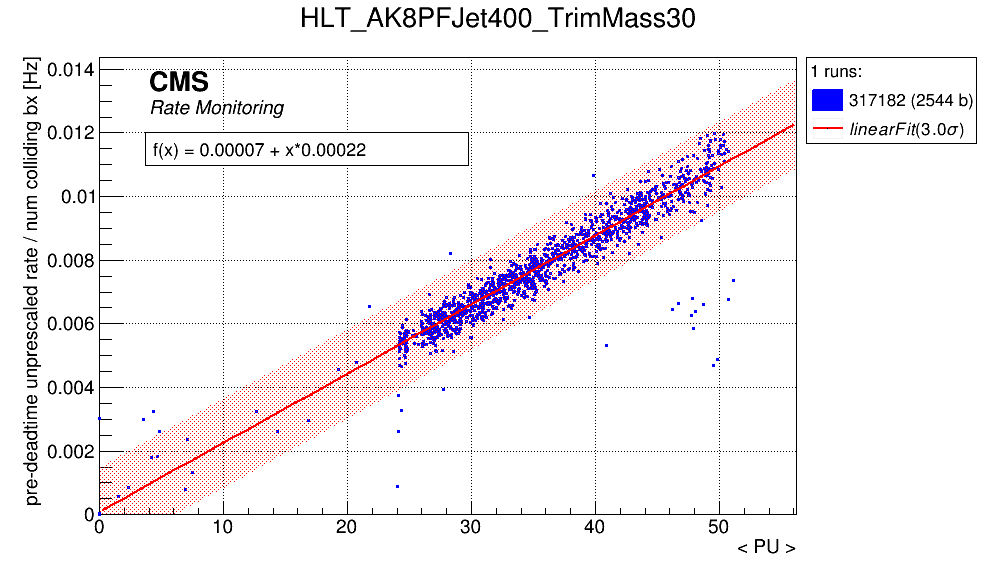 HLT_AK8PFJet400_TrimMass30
pre-deadtime unprescaled rate / num colliding bx [Hz]
0.014
0.012
0.01
0.008
0.006
0.004
0.002
0
CMS
Rate Monitoring
f(x) = 0.00007 + x*0.00022
1 runs:
317182 (2544 b)
linearFit(3.0σ)
0
10
20
30
40
50
< PU >